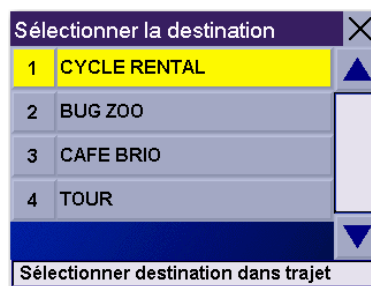 Sélectionner la destination
1 CYCLE RENTAL
2 BUG ZOO
3 CAFE BRIO
4 TOUR
Sélectionner destination dans trajet